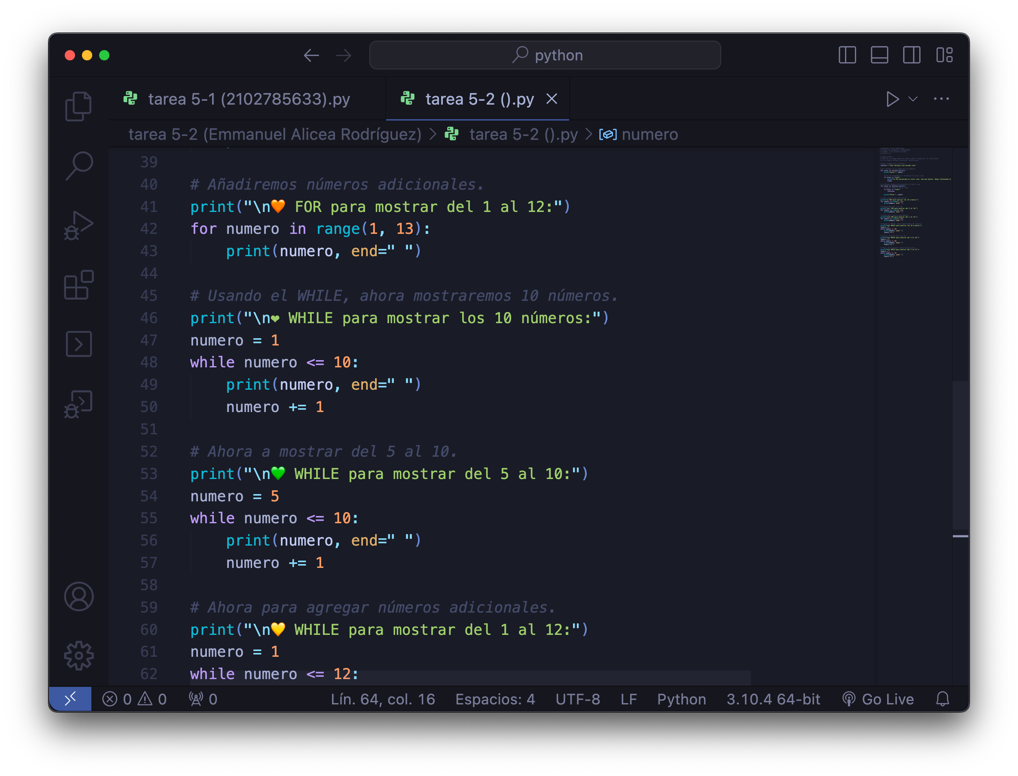 python
tarea 5-1 (2102785633).py
tarea 5-2 ().py
tarea 5-2 (Emmanuel Alicea Rodríguez) > tarea 5-2 ().py > numero
39
40 # Añadiremos números adicionales.
41 print("\n🧡 FOR para mostrar del 1 al 12:")
42 for numero in range(1, 13):
43     print(numero, end=" ")
44
45 # Usando el WHILE, ahora mostraremos 10 números.
46 print("\n❤ WHILE para mostrar los 10 números:")
47 numero = 1
48 while numero <= 10:
49     print(numero, end=" ")
50     numero += 1
51
52 # Ahora a mostrar del 5 al 10.
53 print("\n💚 WHILE para mostrar del 5 al 10:")
54 numero = 5
55 while numero <= 10:
56     print(numero, end=" ")
57     numero += 1
58
59 # Ahora para agregar números adicionales.
60 print("\n💛 WHILE para mostrar del 1 al 12:")
61 numero = 1
62 while numero <= 12:
0 0 0 Lín. 64, col. 16 Espacios: 4 UTF-8 LF Python 3.10.4 64-bit Go Live